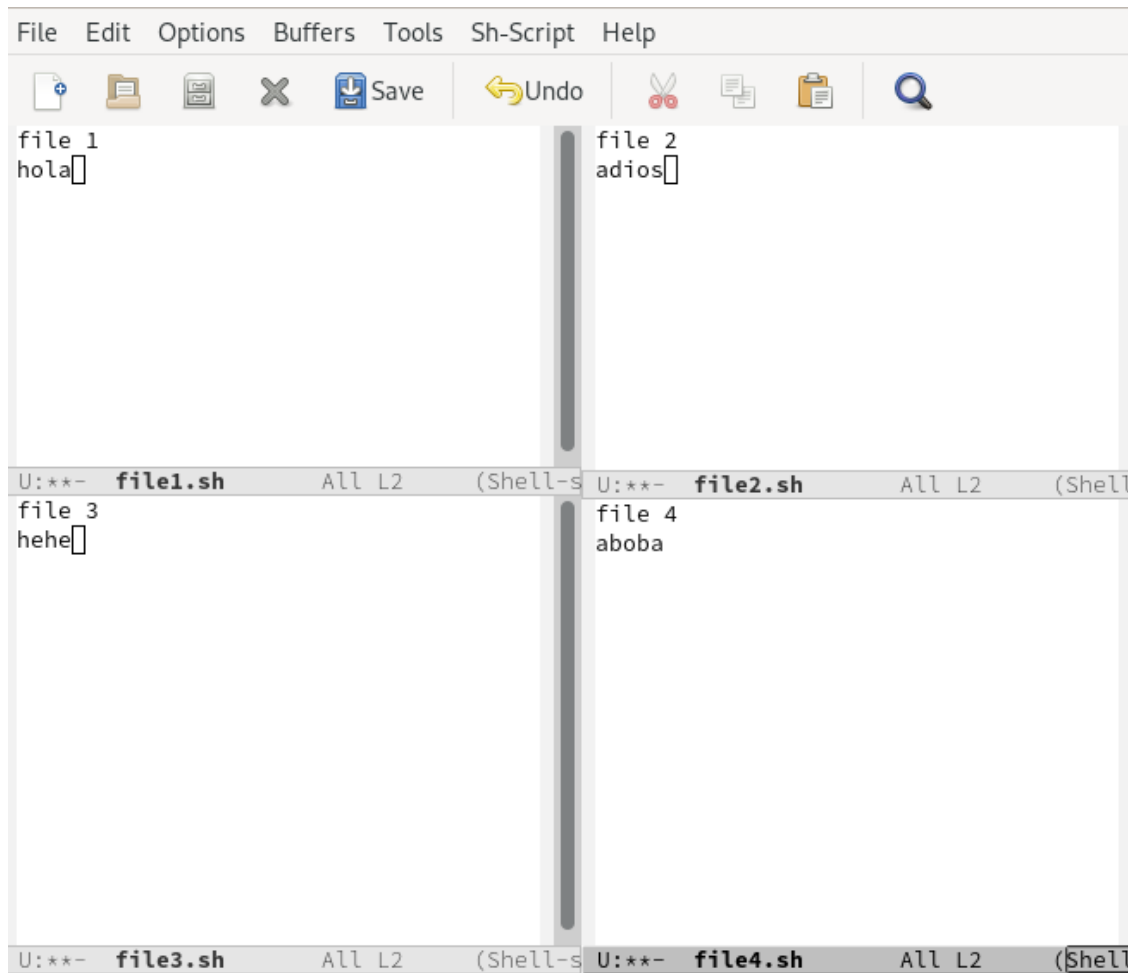 File Edit Options Buffers Tools Sh-Script Help
Save Undo
file 1
hola
U:**- file1.sh All L2 (Shell-s
file 2
adios
U:**- file2.sh All L2 (Shell
file 3
hehe
U:**- file3.sh All L2 (Shell-s
file 4
aboba
U:**- file4.sh All L2 (Shell